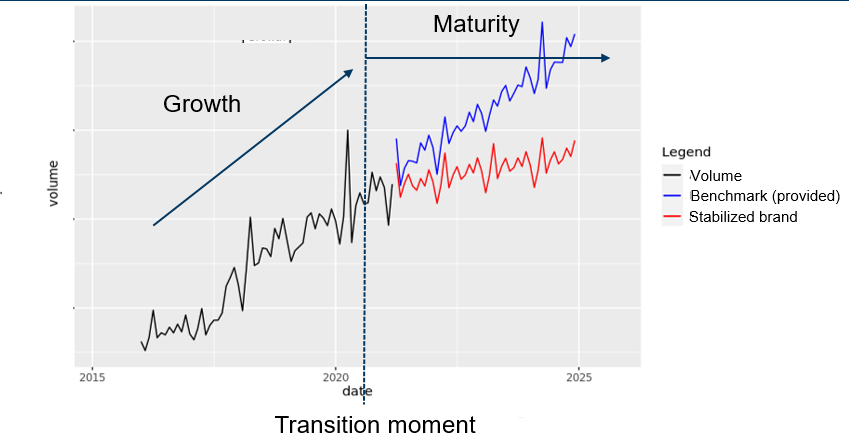 Maturity
Growth
volume
2015
2020
2025
date
Transition moment
Legend
Volume
Benchmark (provided)
Stabilized brand